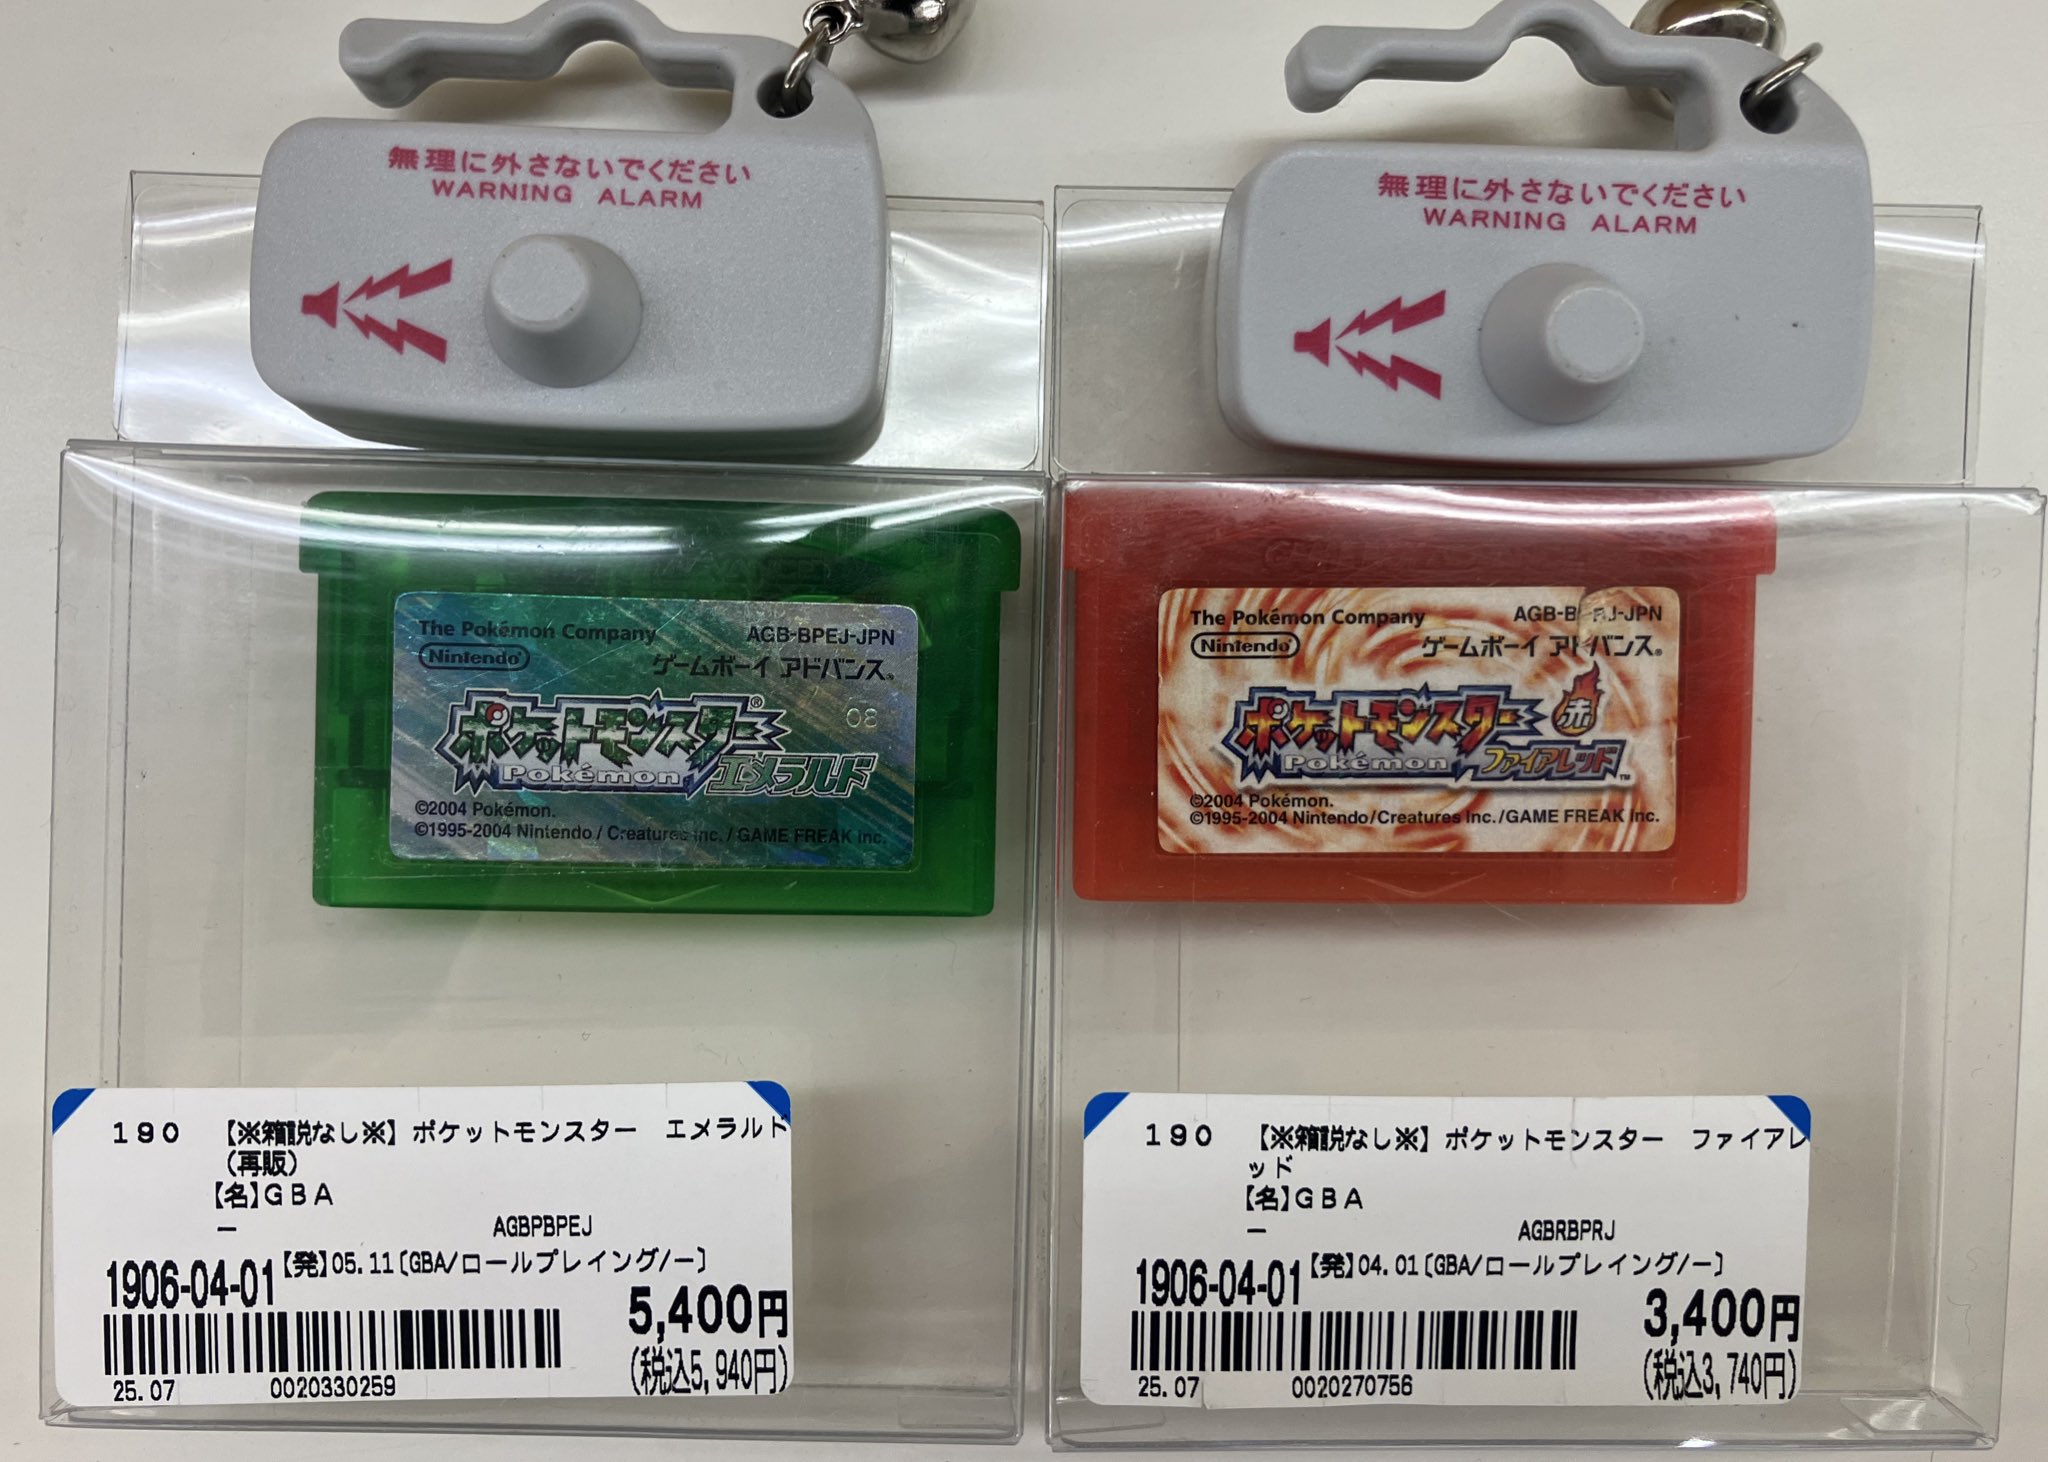 無理に外さないでください
WARNING ALARM
The Pokémon Company
AGB-BPEJ-JPN
Nintendo®
ゲームボーイ アドバンス®
08
ポケットモンスター®
Pokémon
エメラルド
©2004 Pokémon.
©1995-2004 Nintendo / Creatures inc. / GAME FREAK inc.
190 【※箱説なし※】ポケットモンスター エメラルド
(再販)
【名】GBA
ー AGBPBPEJ
1906-04-01 【発】05.11〔GBA/ロールプレイング/ー〕
5,400円
(税込5,940円)
25.07 0020330259
無理に外さないでください
WARNING ALARM
The Pokémon Company
Nintendo®
ゲームボーイ アドバンス®
ポケットモンスター
赤
Pokémon
ファイアレッド™
©2004 Pokémon.
©1995-2004 Nintendo/Creatures inc./GAME FREAK inc.
190 【※箱説なし※】ポケットモンスター ファイアレ
ッド
【名】GBA
ー AGBRBPRJ
1906-04-01 【発】04.01〔GBA/ロールプレイング/ー〕
3,400円
(税込3,740円)
25.07 0020270756